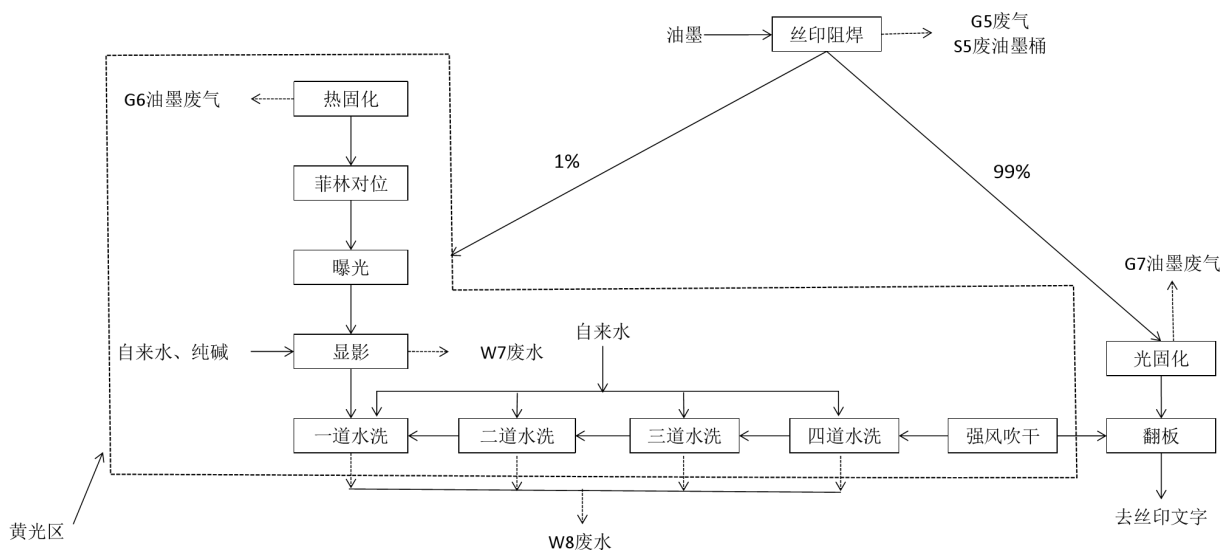 油墨
丝印阻焊
G5废气
S5废油墨桶
G6油墨废气
热固化
1%
99%
菲林对位
曝光
G7油墨废气
自来水、纯碱
显影
W7废水
自来水
光固化
一道水洗
二道水洗
三道水洗
四道水洗
强风吹干
翻板
黄光区
W8废水
去丝印文字